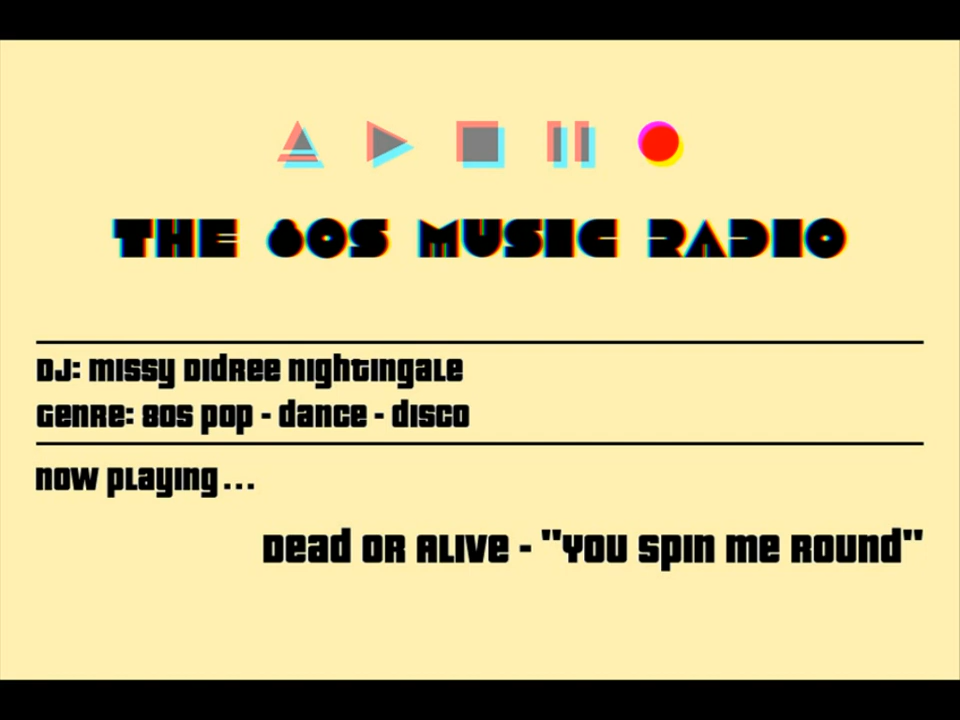 THE 80S MUSIC RADIO
DJ: Missy Didree Nightingale
Genre: 80s pop - dance - disco
now playing...
Dead or Alive - "You Spin Me Round"